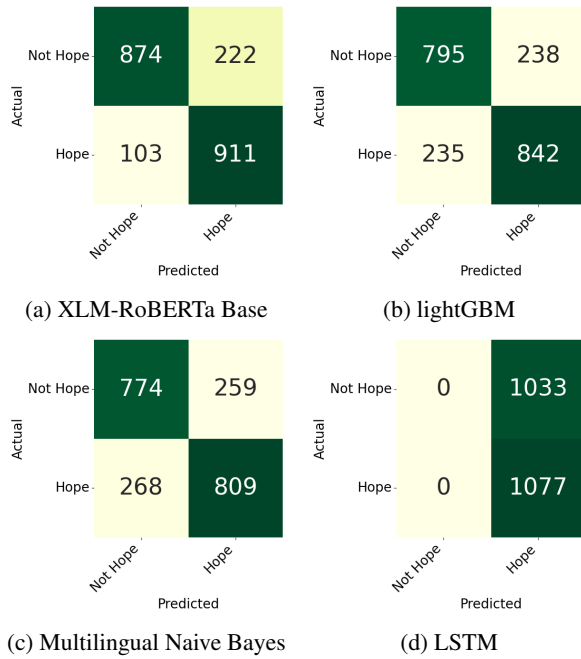 Actual
Not Hope
874
222
Hope
103
911
Not Hope
Hope
Predicted
(a) XLM-RoBERTa Base
Actual
Not Hope
795
238
Hope
235
842
Not Hope
Hope
Predicted
(b) lightGBM
Actual
Not Hope
774
259
Hope
268
809
Not Hope
Hope
Predicted
(c) Multilingual Naive Bayes
Actual
Not Hope
0
1033
Hope
0
1077
Not Hope
Hope
Predicted
(d) LSTM